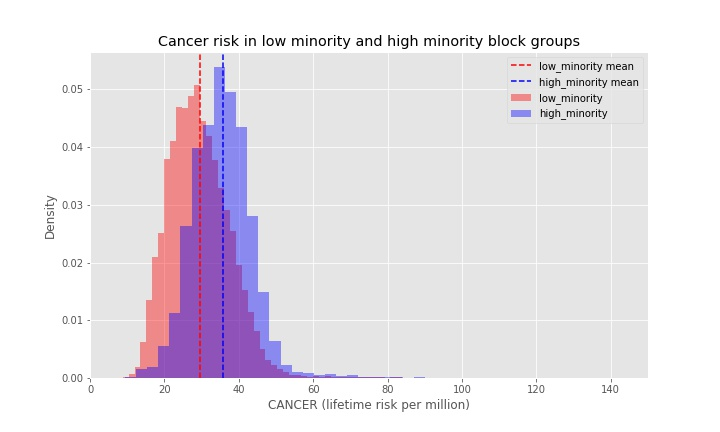 Cancer risk in low minority and high minority block groups
low_minority mean
high_minority mean
low_minority
high_minority
0.05
0.04
0.03
0.02
0.01
0.00
Density
0 20 40 60 80 100 120 140
CANCER (lifetime risk per million)